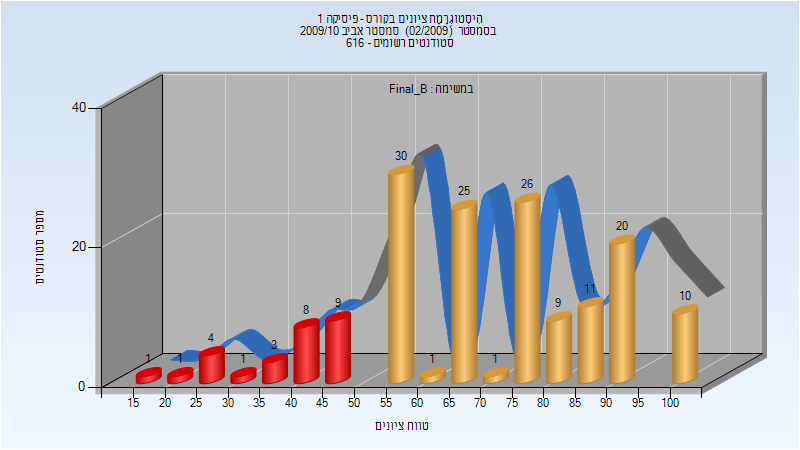 היסטוגרמת ציונים בקורס - פיסיקה 1
בסמסטר (02/2009) סמסטר אביב 2009/10
סטודנטים רשומים - 616
במשימה : Final_B
40
20
0
מספר סטודנטים
1
1
4
1
3
8
9
30
1
25
1
26
9
11
20
10
15 20 25 30 35 40 45 50 55 60 65 70 75 80 85 90 95 100
טווח ציונים